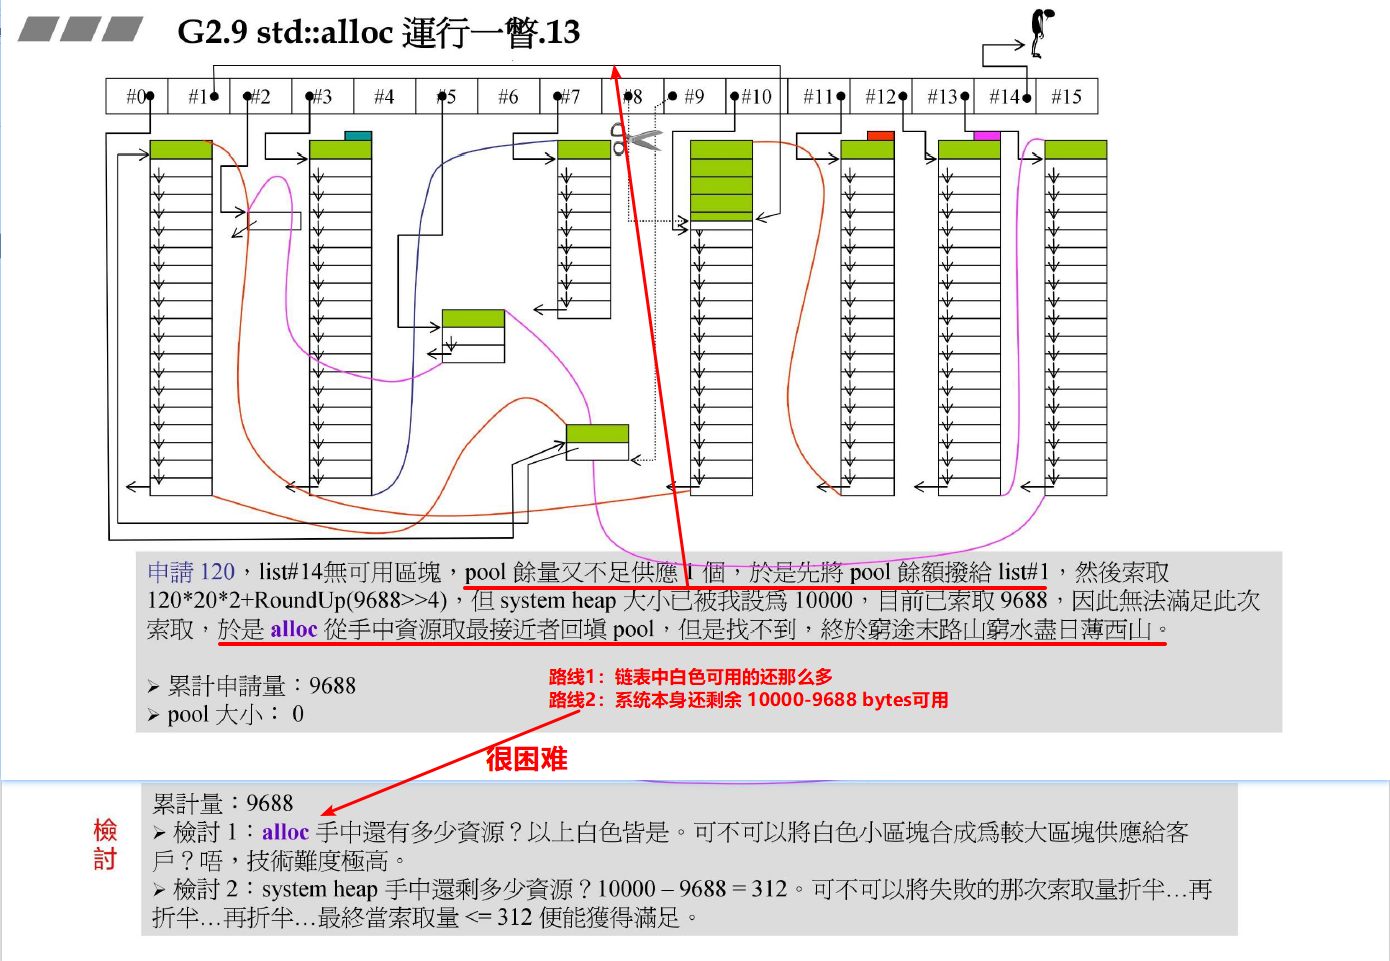 G2.9 std::alloc 運行一瞥.13
#0 #1 #2 #3 #4 #5 #6 #7 #8 #9 #10 #11 #12 #13 #14 #15
申請 120，list#14無可用區塊，pool 餘量又不足供應 1 個，於是先將 pool 餘額撥給 list#1，然後索取
120*20*2+RoundUp(9688>>4)，但 system heap 大小已被我設為 10000，目前已索取 9688，因此無法滿足此次
索取，於是 alloc 從手中資源取最接近者回填 pool，但是找不到，終於窮途末路山窮水盡日薄西山。
路线1：链表中白色可用的还那么多
➢ 累計申請量：9688
路线2：系统本身还剩余 10000-9688 bytes可用
➢ pool 大小： 0
很困难
累計量：9688
檢討
➢ 檢討 1：alloc 手中還有多少資源？以上白色皆是。可不可以將白色小區塊合成為較大區塊供應給客
戶？唔，技術難度極高。
➢ 檢討 2：system heap 手中還剩多少資源？10000 – 9688 = 312。可不可以將失敗的那次索取量折半…再
折半…再折半…最終當索取量 <= 312 便能獲得滿足。